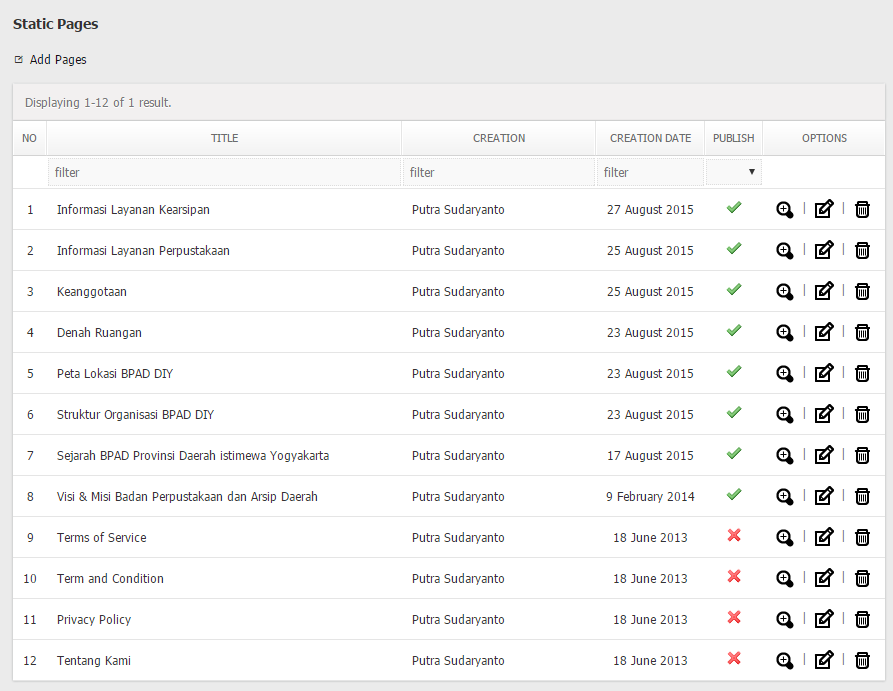 Static Pages
Add Pages
Displaying 1-12 of 1 result.
NO TITLE CREATION CREATION DATE PUBLISH OPTIONS
filter filter filter
1 Informasi Layanan Kearsipan Putra Sudaryanto 27 August 2015 | |
2 Informasi Layanan Perpustakaan Putra Sudaryanto 25 August 2015 | |
3 Keanggotaan Putra Sudaryanto 25 August 2015 | |
4 Denah Ruangan Putra Sudaryanto 23 August 2015 | |
5 Peta Lokasi BPAD DIY Putra Sudaryanto 23 August 2015 | |
6 Struktur Organisasi BPAD DIY Putra Sudaryanto 23 August 2015 | |
7 Sejarah BPAD Provinsi Daerah istimewa Yogyakarta Putra Sudaryanto 17 August 2015 | |
8 Visi & Misi Badan Perpustakaan dan Arsip Daerah Putra Sudaryanto 9 February 2014 | |
9 Terms of Service Putra Sudaryanto 18 June 2013 | |
10 Term and Condition Putra Sudaryanto 18 June 2013 | |
11 Privacy Policy Putra Sudaryanto 18 June 2013 | |
12 Tentang Kami Putra Sudaryanto 18 June 2013 | |